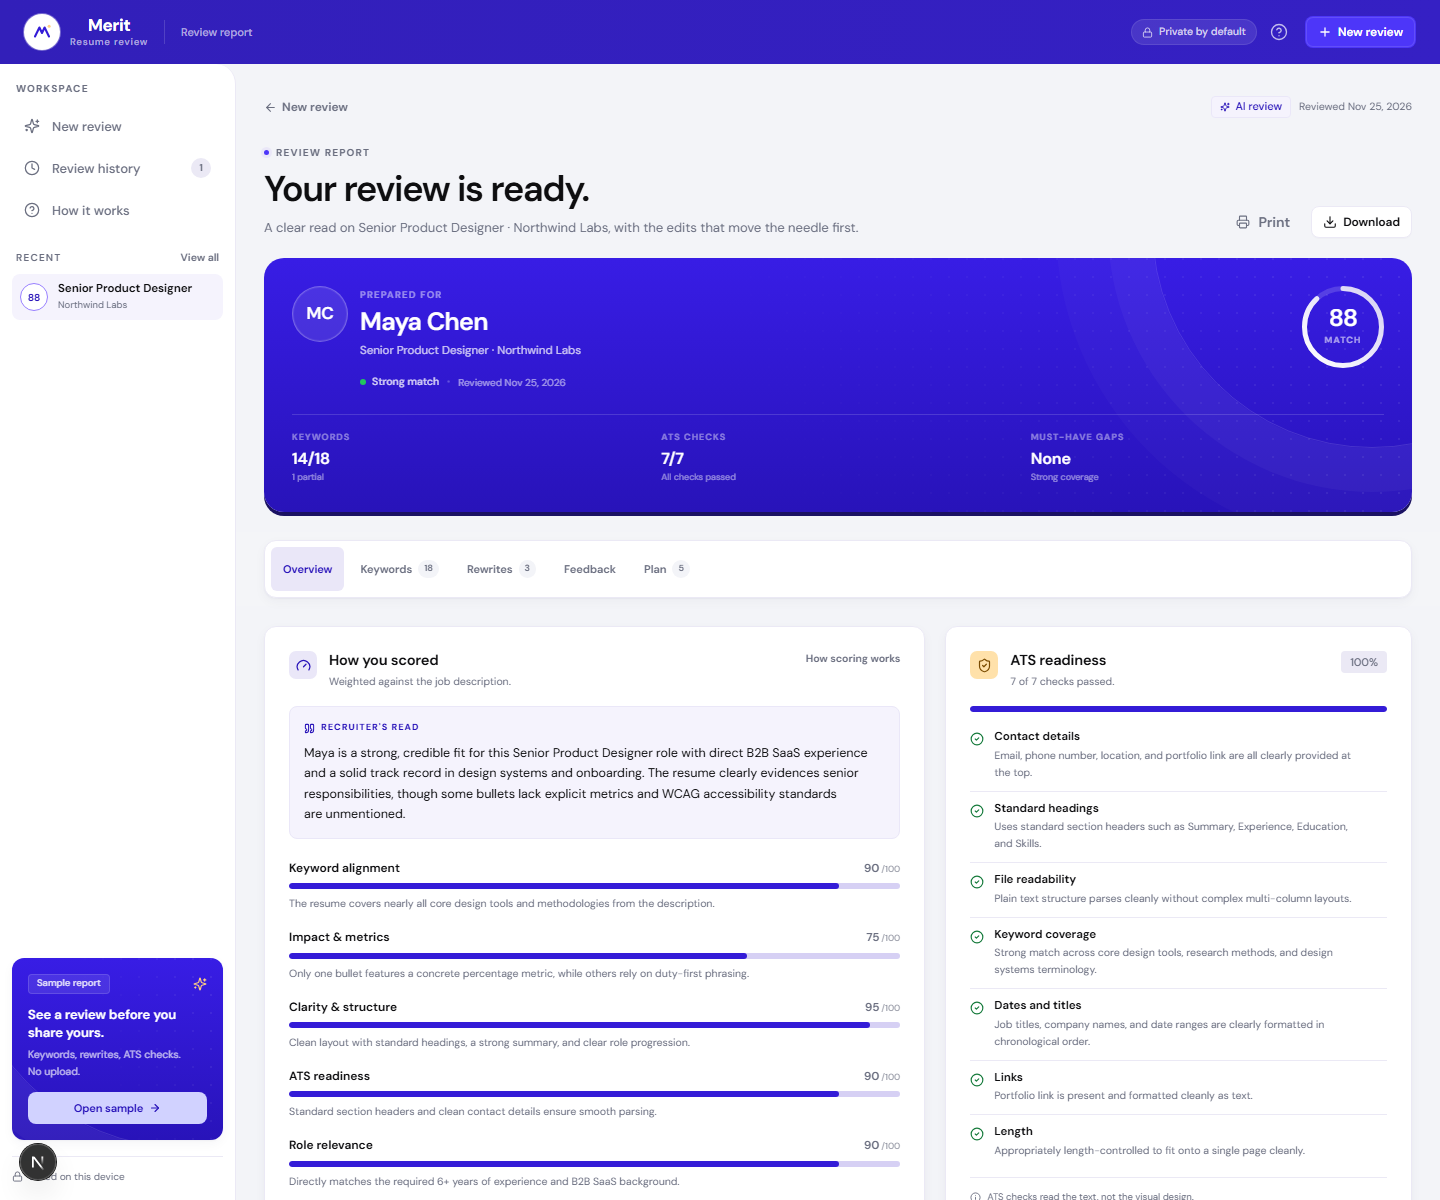 Merit
Resume review
Review report
Private by default
New review
WORKSPACE
New review
Review history
1
How it works
RECENT
View all
88
Senior Product Designer
Northwind Labs
Sample report
See a review before you
share yours.
Keywords, rewrites, ATS checks.
No upload.
Open sample
N
on this device
New review
AI review
Reviewed Nov 25, 2026
REVIEW REPORT
Your review is ready.
A clear read on Senior Product Designer · Northwind Labs, with the edits that move the needle first.
Print
Download
MC
PREPARED FOR
Maya Chen
Senior Product Designer · Northwind Labs
Strong match · Reviewed Nov 25, 2026
88
MATCH
KEYWORDS
14/18
1 partial
ATS CHECKS
7/7
All checks passed
MUST-HAVE GAPS
None
Strong coverage
Overview
Keywords 18
Rewrites 3
Feedback
Plan 5
How you scored
Weighted against the job description.
How scoring works
RECRUITER'S READ
Maya is a strong, credible fit for this Senior Product Designer role with direct B2B SaaS experience
and a solid track record in design systems and onboarding. The resume clearly evidences senior
responsibilities, though some bullets lack explicit metrics and WCAG accessibility standards
are unmentioned.
Keyword alignment
90 /100
The resume covers nearly all core design tools and methodologies from the description.
Impact & metrics
75 /100
Only one bullet features a concrete percentage metric, while others rely on duty-first phrasing.
Clarity & structure
95 /100
Clean layout with standard headings, a strong summary, and clear role progression.
ATS readiness
90 /100
Standard section headers and clean contact details ensure smooth parsing.
Role relevance
90 /100
Directly matches the required 6+ years of experience and B2B SaaS background.
ATS readiness
7 of 7 checks passed.
100%
Contact details
Email, phone number, location, and portfolio link are all clearly provided at
the top.
Standard headings
Uses standard section headers such as Summary, Experience, Education,
and Skills.
File readability
Plain text structure parses cleanly without complex multi-column layouts.
Keyword coverage
Strong match across core design tools, research methods, and design
systems terminology.
Dates and titles
Job titles, company names, and date ranges are clearly formatted in
chronological order.
Links
Portfolio link is present and formatted cleanly as text.
Length
Appropriately length-controlled to fit onto a single page cleanly.
ATS checks read the text, not the visual design.